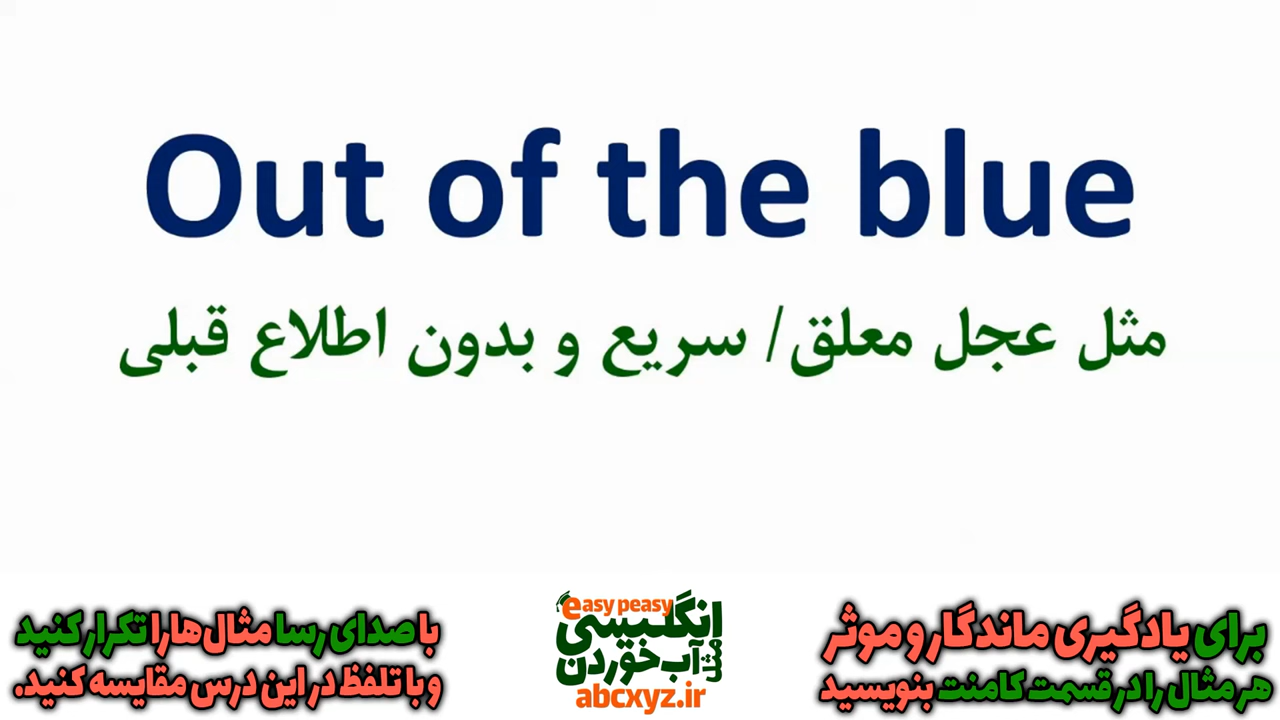 Out of the blue
مثل عجل معلق/ سریع و بدون اطلاع قبلی
برای یادگیری ماندگار و موثر
هر مثال را در قسمت کامنت بنویسید
easy peasy
انگلیسی
مثل آب خوردن
abcxyz.ir
با صدای رسا مثال‌ها را تکرار کنید
و با تلفظ در این درس مقایسه کنید.